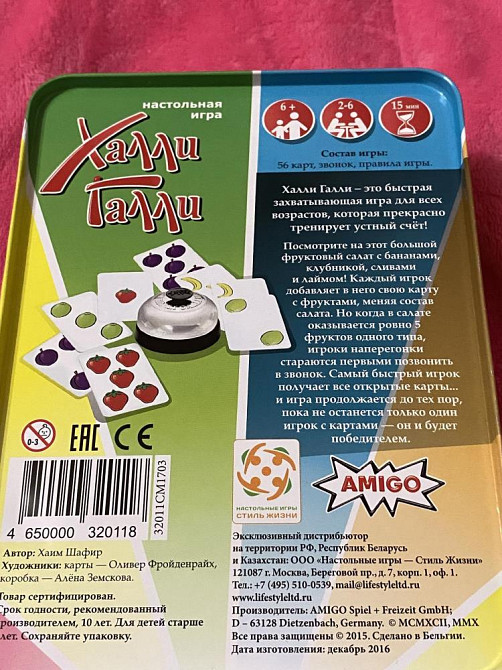 настольная
игра
Халли
Галли
6 +
2-6
15 мин
Состав игры:
56 карт, звонок, правила игры.
Халли Галли – это быстрая
захватывающая игра для всех
возрастов, которая прекрасно
тренирует устный счёт!
Посмотрите на этот большой
фруктовый салат с бананами,
клубникой, сливами
и лаймом! Каждый игрок
добавляет в него свою карту
с фруктами, меняя состав
салата. Но когда в салате
оказывается ровно 5
фруктов одного типа,
игроки наперегонки
стараются первыми позвонить
в звонок. Самый быстрый игрок
получает все открытые карты...
и игра продолжается до тех пор,
пока не останется только один
игрок с картами — он и будет
победителем.
0-3
EAC CE
32011CM1703
4 650000 320118
НАСТОЛЬНЫЕ ИГРЫ
СТИЛЬ ЖИЗНИ
AMIGO
Автор: Хаим Шафир
Художники: карты — Оливер Фройденрайх,
коробка — Алёна Земскова.
Товар сертифицирован.
Срок годности, рекомендованный
производителем, 10 лет. Для детей старше
лет. Сохраняйте упаковку.
Эксклюзивный дистрибьютор
на территории РФ, Республик Беларусь
и Казахстан: ООО «Настольные игры — Стиль Жизни»
121087 г. Москва, Береговой пр., д.7, корп. 1, оф. 1.
Тел.: +7 (495) 510-0539, mail@lifestyleltd.ru
www.lifestyleltd.ru
Производитель: AMIGO Spiel + Freizeit GmbH;
D – 63128 Dietzenbach, Germany. © MCMXCII, MMX
Все права защищены © 2015. Сделано в Бельгии.
Дата изготовления: декабрь 2016